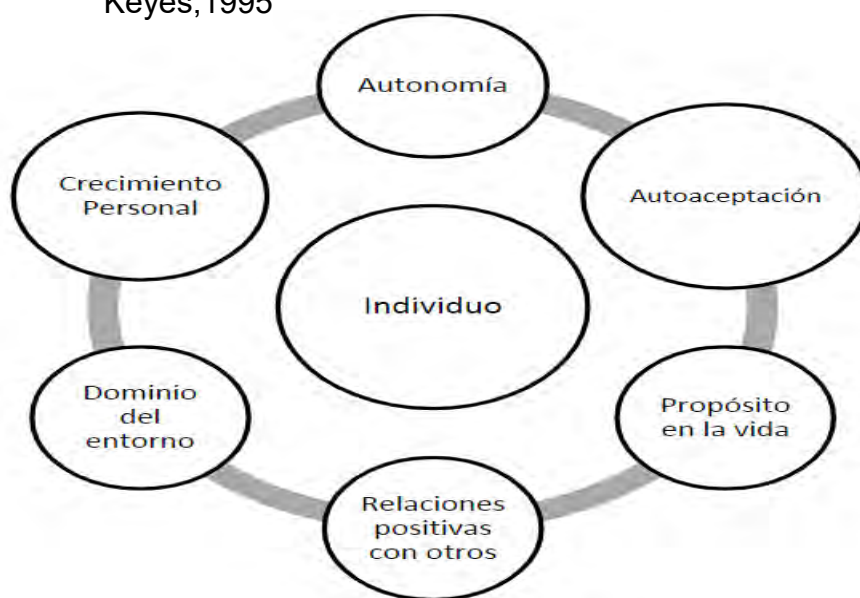 Keyes,1995
Autonomía
Crecimiento
Personal
Autoaceptación
Individuo
Dominio
del
entorno
Propósito
en la vida
Relaciones
positivas
con otros